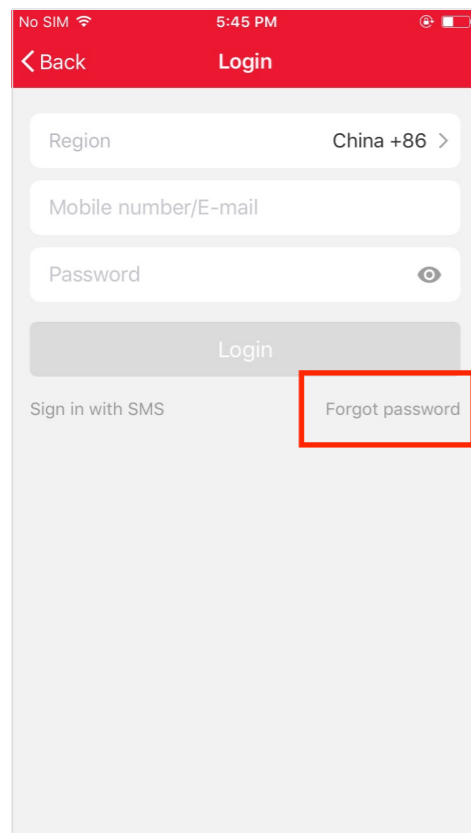 No SIM 5:45 PM
Back Login
Region China +86
Mobile number/E-mail
Password
Login
Sign in with SMS Forgot password